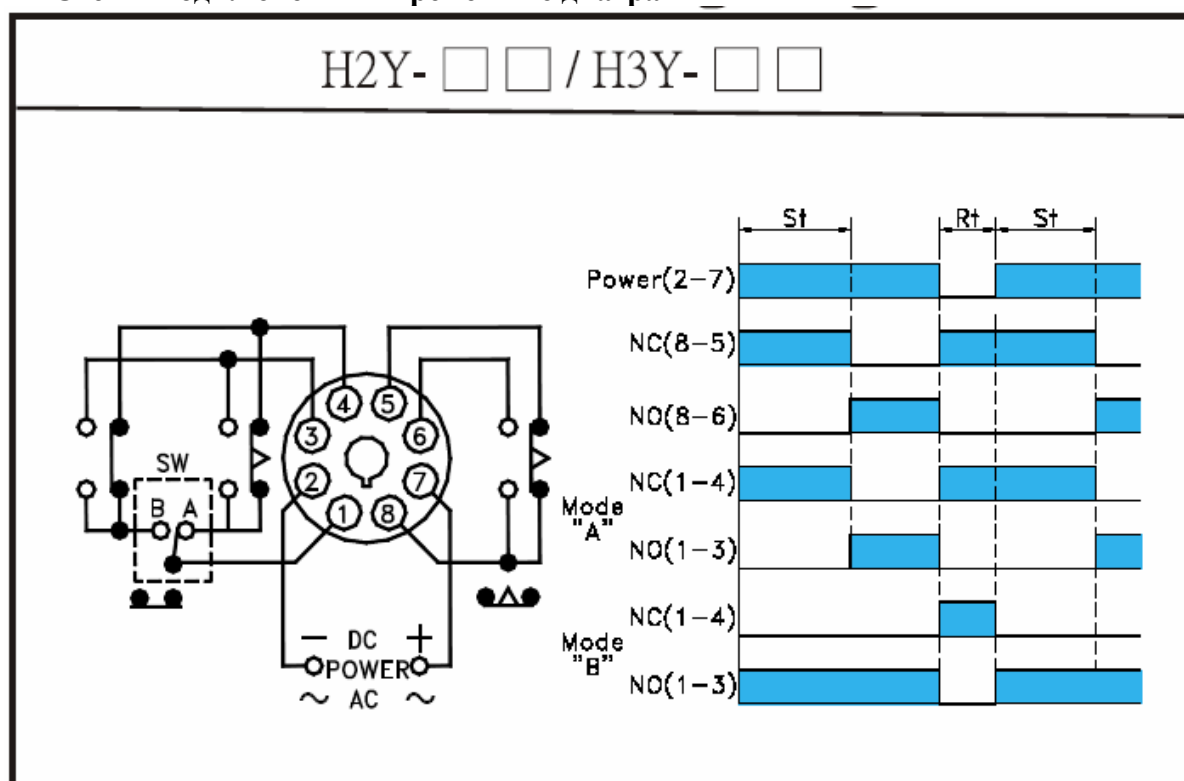 H2Y- □ □ / H3Y- □ □
St Rt St
Power(2-7)
NC(8-5)
NO(8-6)
Mode "A"
NC(1-4)
NO(1-3)
Mode "B"
NC(1-4)
NO(1-3)
4 5
3 6
2 7
1 8
SW
B A
− DC +
POWER
~ AC ~